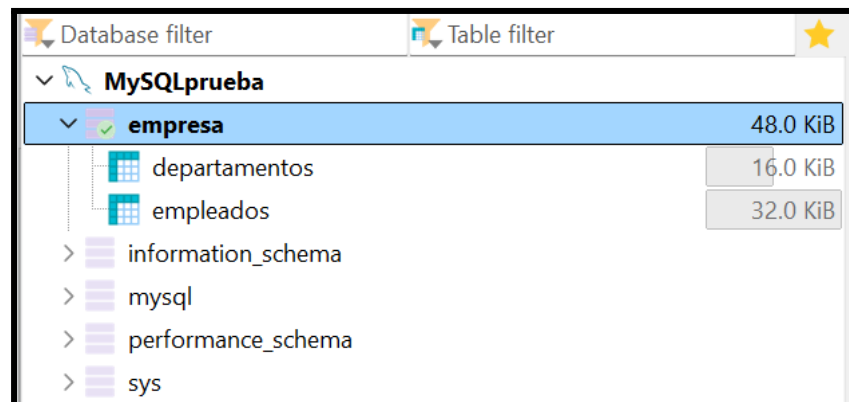 Database filter Table filter
MySQLprueba
empresa 48.0 KiB
departamentos 16.0 KiB
empleados 32.0 KiB
information_schema
mysql
performance_schema
sys